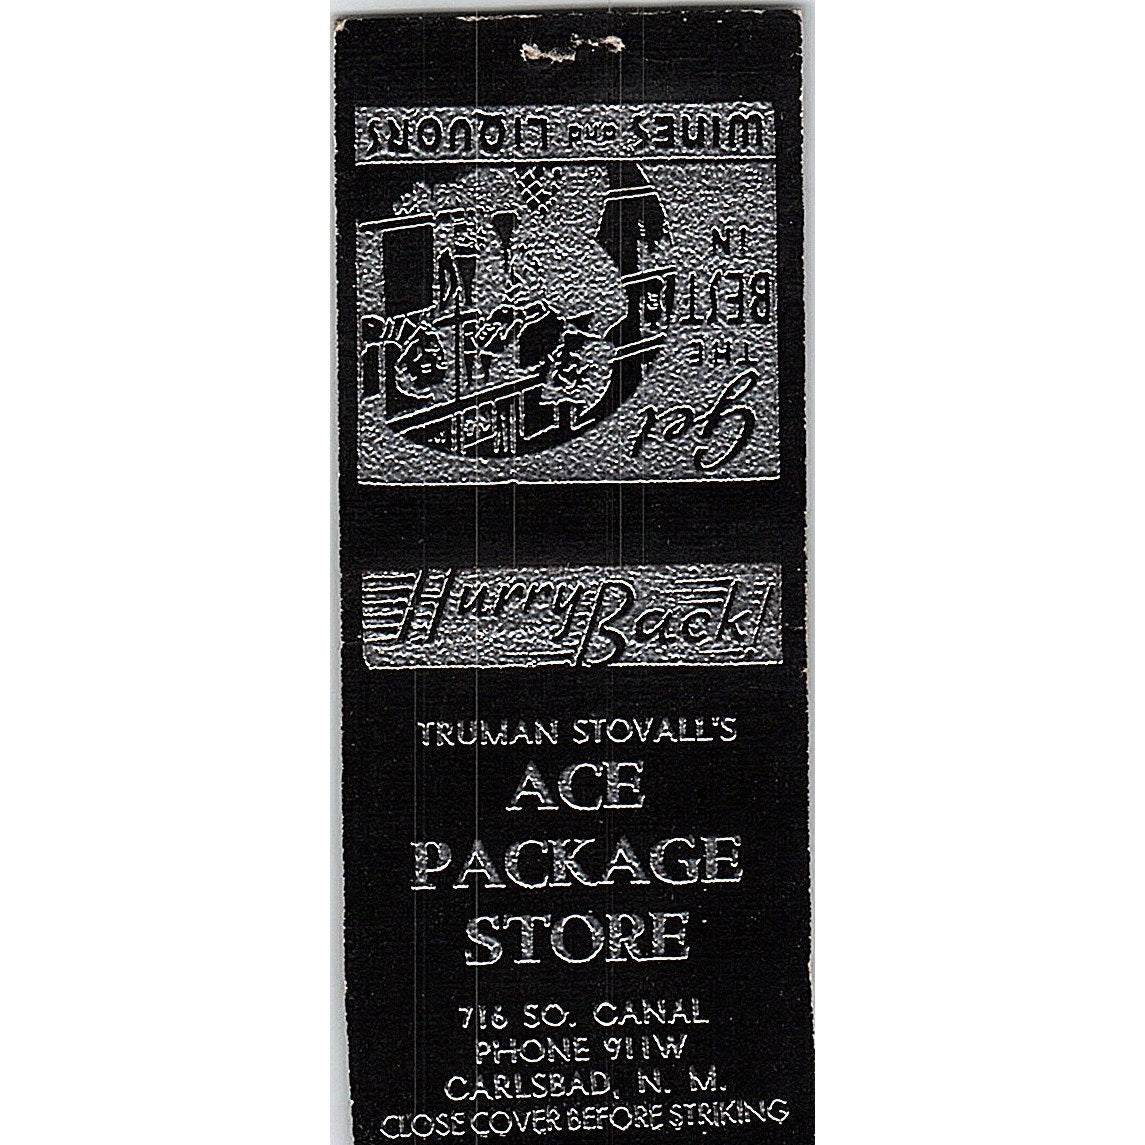 Get
THE
BEST
IN
WINES and LIQUORS
Hurry Back!
TRUMAN STOVALL'S
ACE
PACKAGE
STORE
716 SO. CANAL
PHONE 911W
CARLSBAD, N. M.
CLOSE COVER BEFORE STRIKING